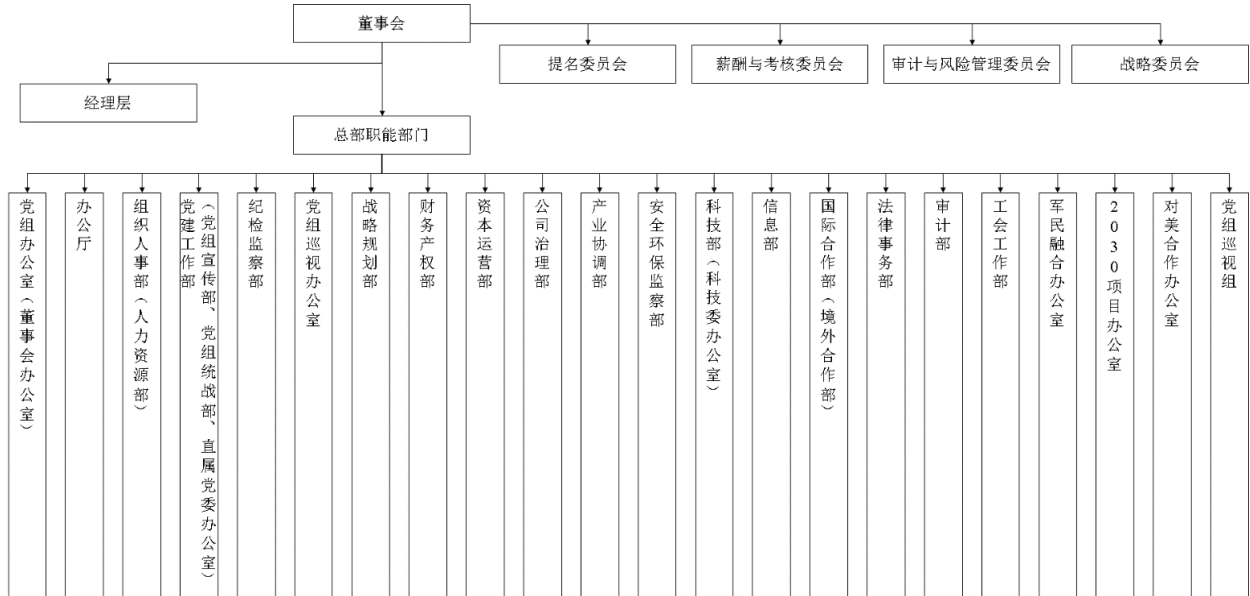 董事会
提名委员会
薪酬与考核委员会
审计与风险管理委员会
战略委员会
经理层
总部职能部门
党组办公室（董事会办公室）
办公厅
组织人事部（人力资源部）
党建工作部
（党组宣传部、党组统战部、直属党委办公室）
纪检监察部
党组巡视办公室
战略规划部
财务产权部
资本运营部
公司治理部
产业协调部
安全环保监察部
科技部（科技委办公室）
信息部
国际合作部（境外合作部）
法律事务部
审计部
工会工作部
军民融合办公室
2030项目办公室
对美合作办公室
党组巡视组